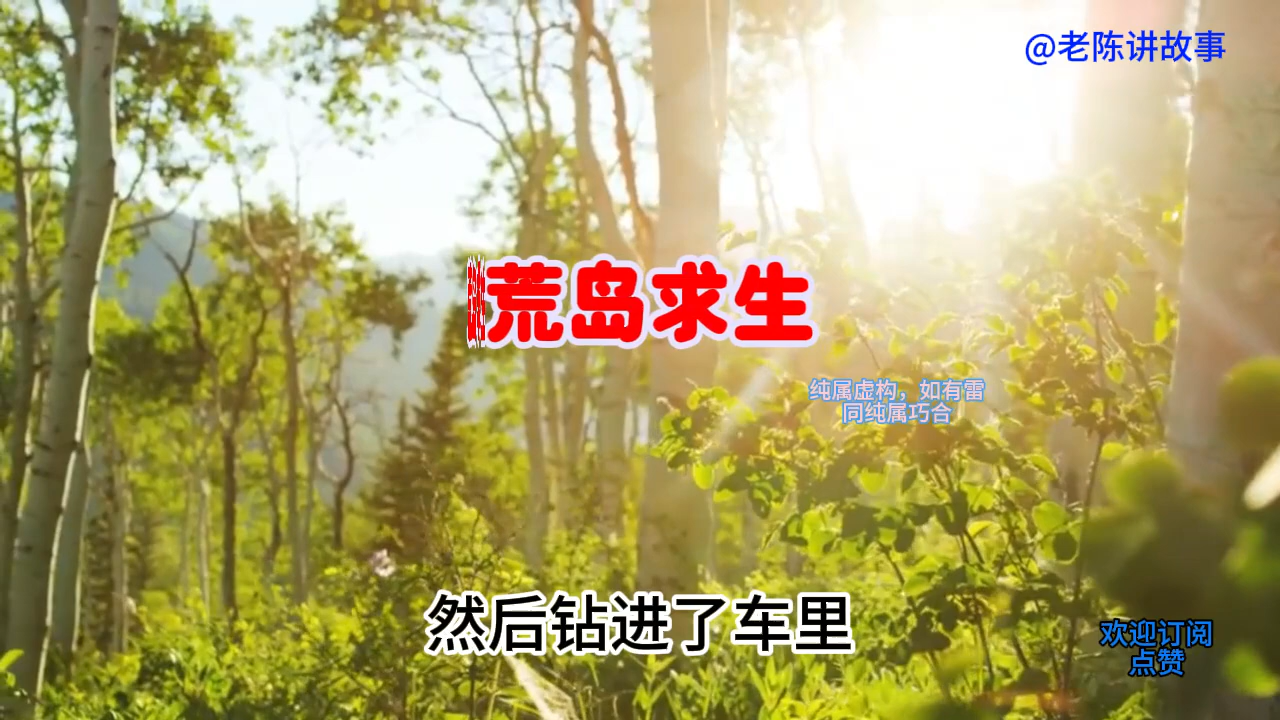 @老陈讲故事
荒岛求生
纯属虚构，如有雷
同纯属巧合
然后钻进了车里
欢迎订阅
点赞